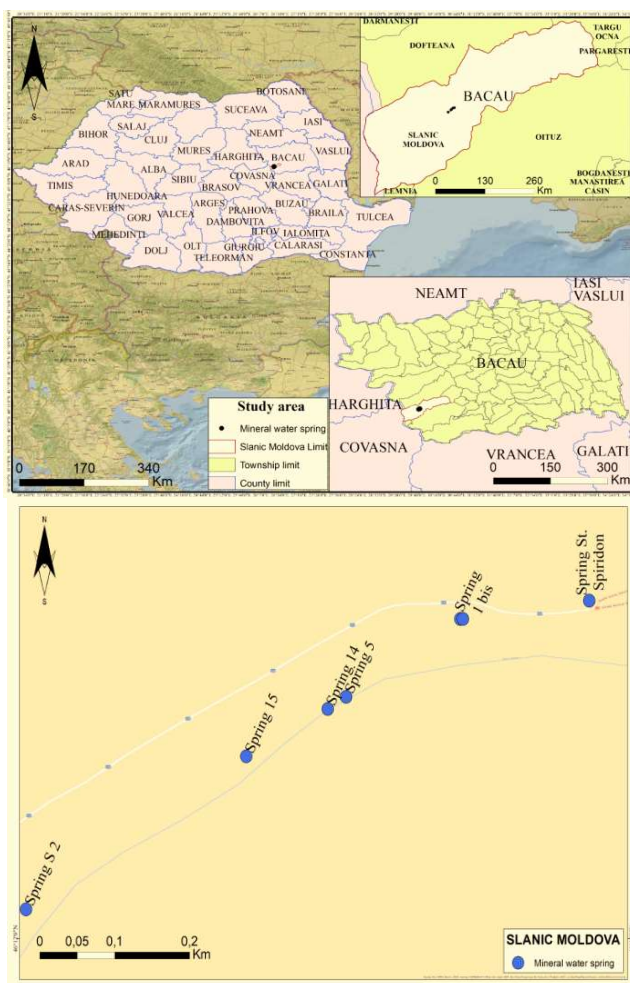 N
S
SATU
MARE
MARAMURES
BOTOSANI
SUCEAVA
SALAJ
BIHOR
CLUJ
NEAMT
IASI
MURES
HARGHITA
BACAU
VASLUI
ARAD
ALBA
SIBIU
COVASNA
TIMIS
HUNEDOARA
BRASOV
VRANCEA
GALATI
CARAS-SEVERIN
GORJ
VALCEA
ARGES
PRAHOVA
BUZAU
BRAILA
TULCEA
DAMBOVITA
MEHEDINTI
ILFOV
IALOMITA
DOLJ
OLT
GIURGIU
CALARASI
TELEORMAN
CONSTANTA
0 170 340
Km
DARMANEȘTI
DOFTEANA
TARGU
OCNA
PARGARESTI
BACAU
SLANIC
MOLDOVA
OITUZ
LEMNIA
BOGDANEȘTI
MANASTIREA
CASIN
0 130 260
Km
Study area
Mineral water spring
Slanic Moldova Limit
Township limit
County limit
NEAMT
IASI
VASLUI
BACAU
HARGHITA
COVASNA
VRANCEA
GALATI
0 150 300
Km
N
S
Spring St.
Spiridon
Spring
1 bis
Spring 14
Spring 5
Spring 15
Spring S 2
0 0,05 0,1 0,2
Km
SLANIC MOLDOVA
Mineral water spring